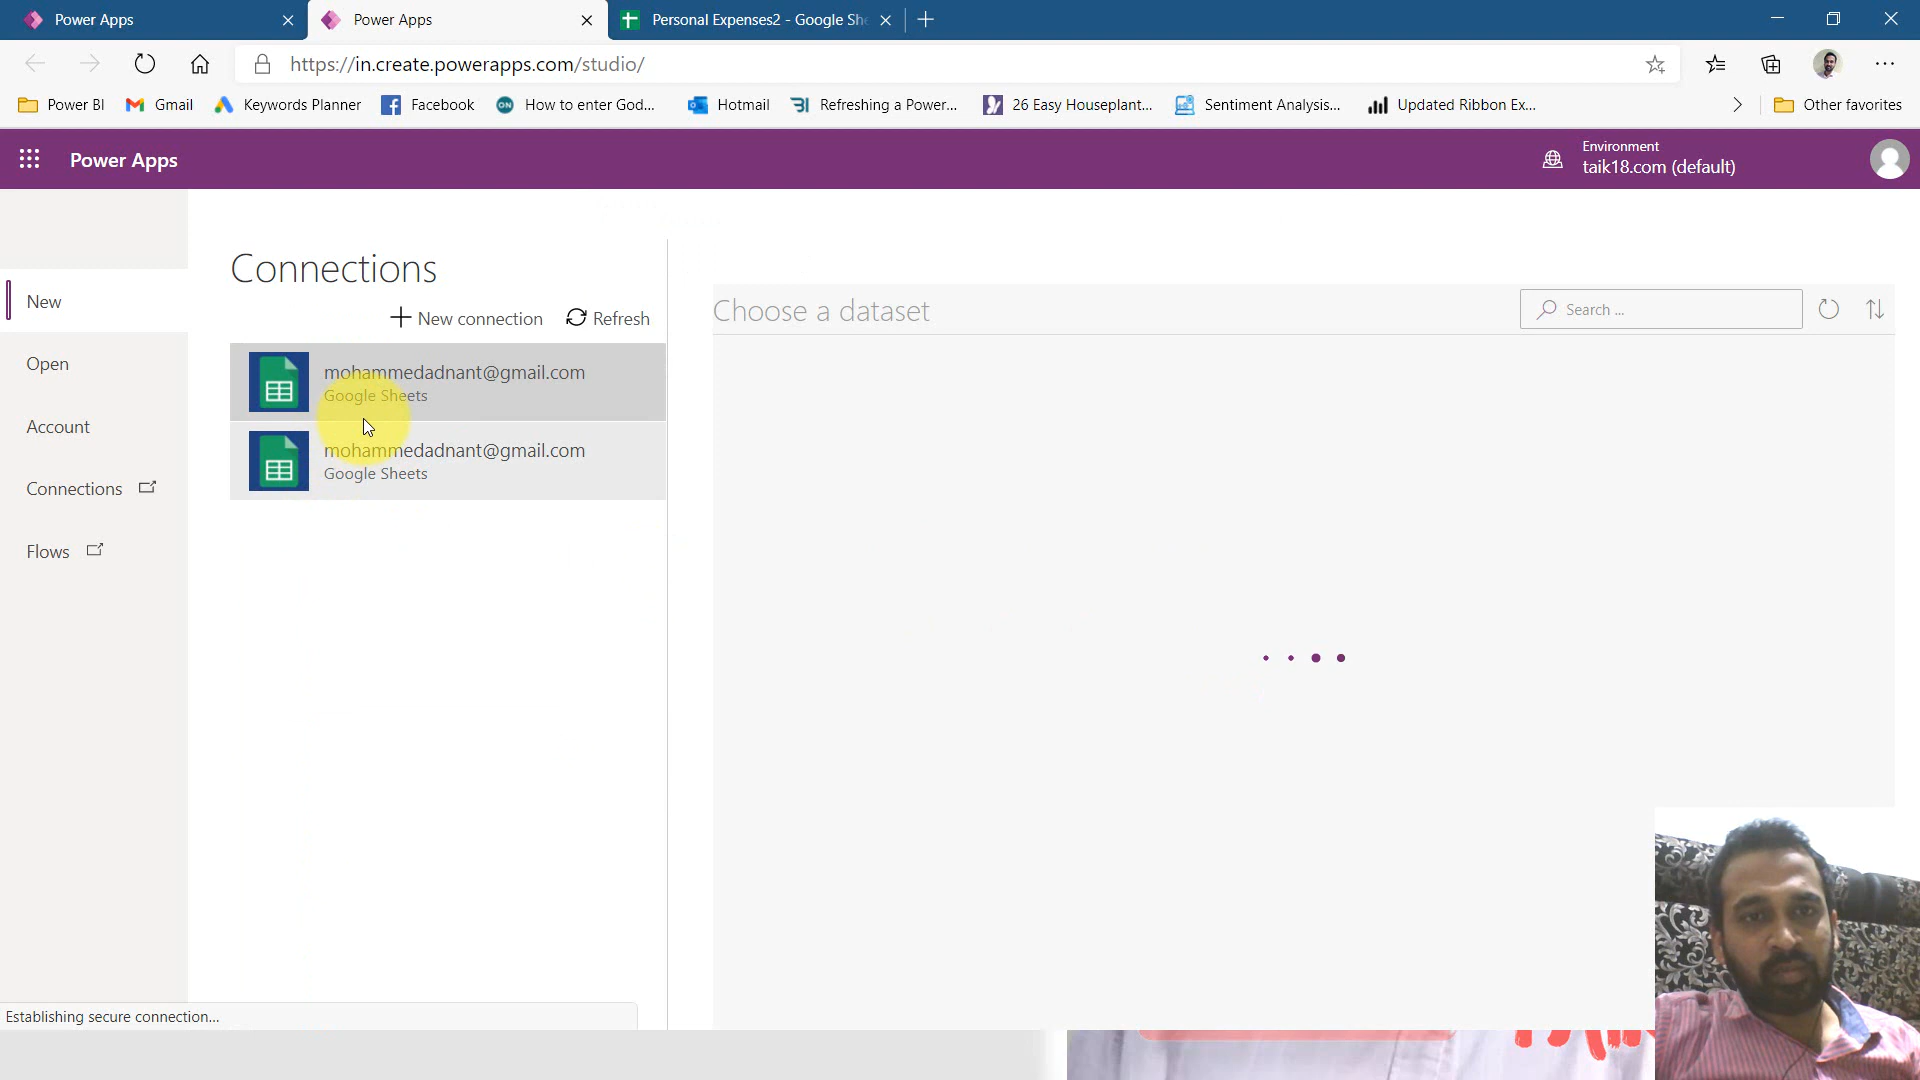 Power Apps
Power Apps
Personal Expenses2 - Google She
https://in.create.powerapps.com/studio/
Power BI
Gmail
Keywords Planner
Facebook
ON
How to enter God...
Hotmail
Refreshing a Power...
26 Easy Houseplant...
Sentiment Analysis...
Updated Ribbon Ex...
Other favorites
Power Apps
Environment
taik18.com (default)
New
Open
Account
Connections
Flows
Connections
New connection
Refresh
mohammedadnant@gmail.com
Google Sheets
mohammedadnant@gmail.com
Google Sheets
Choose a dataset
Search ...
Establishing secure connection...